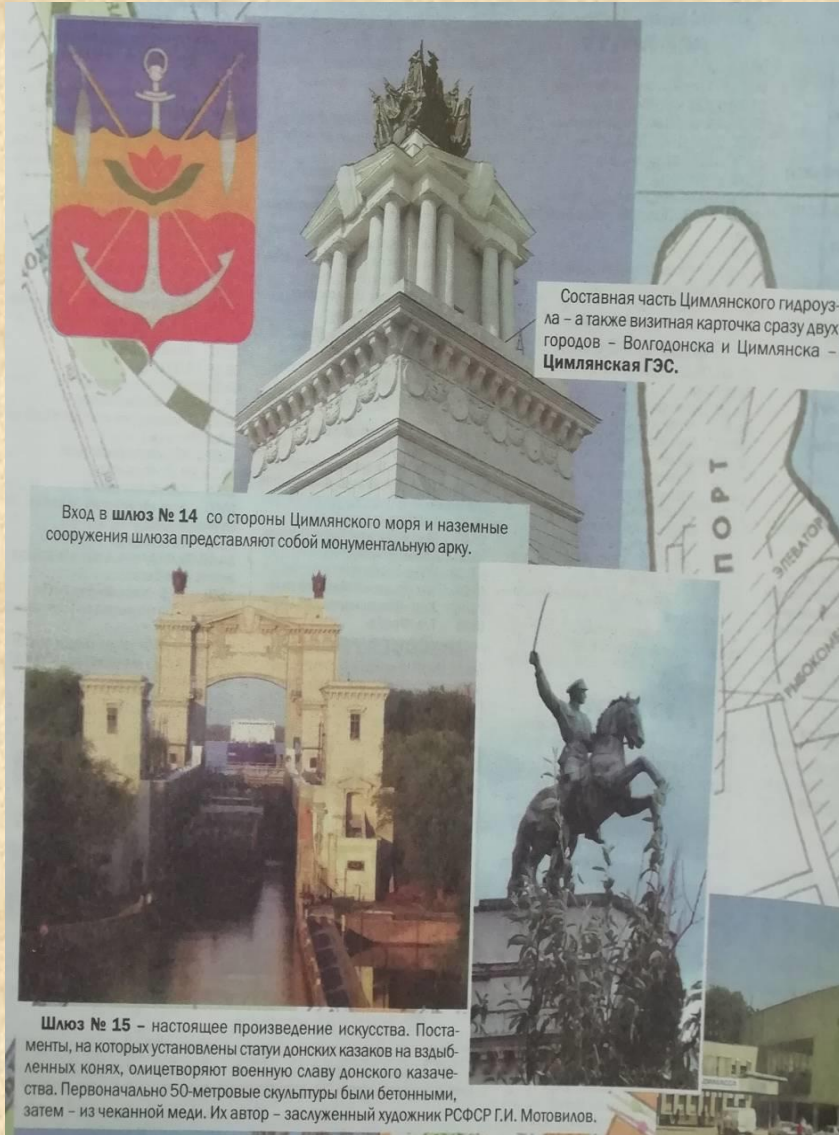 Составная часть Цимлянского гидроуз-
ла – а также визитная карточка сразу двух
городов – Волгодонска и Цимлянска –
Цимлянская ГЭС.
Вход в шлюз № 14 со стороны Цимлянского моря и наземные
сооружения шлюза представляют собой монументальную арку.
ПОРТ
ЭЛЕВАТОР
РЫБОКОМ
Шлюз № 15 – настоящее произведение искусства. Поста-
менты, на которых установлены статуи донских казаков на вздыб-
ленных конях, олицетворяют военную славу донского казаче-
ства. Первоначально 50-метровые скульптуры были бетонными,
затем – из чеканной меди. Их автор – заслуженный художник РСФСР Г.И. Мотовилов.